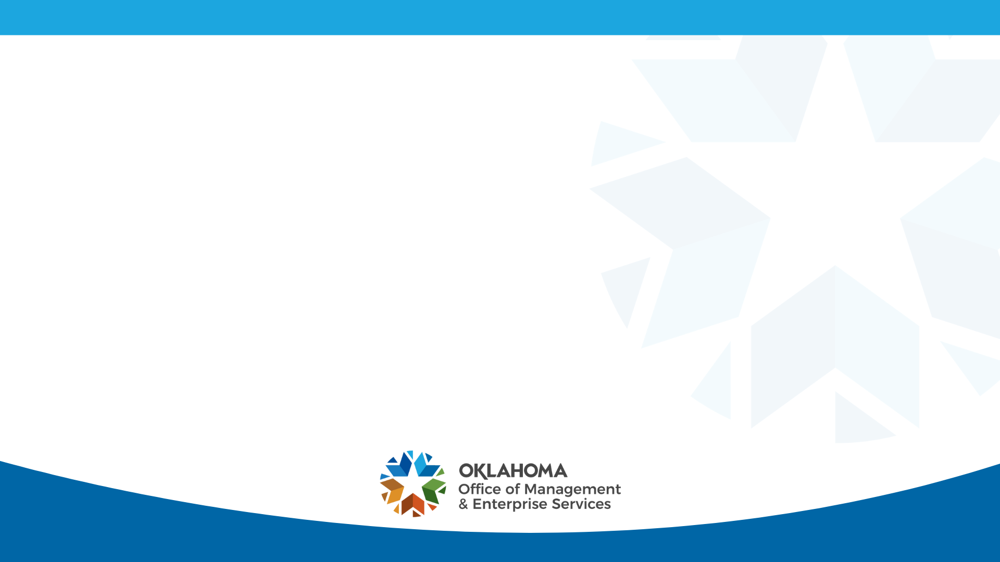 OKLAHOMA
Office of Management
& Enterprise Services